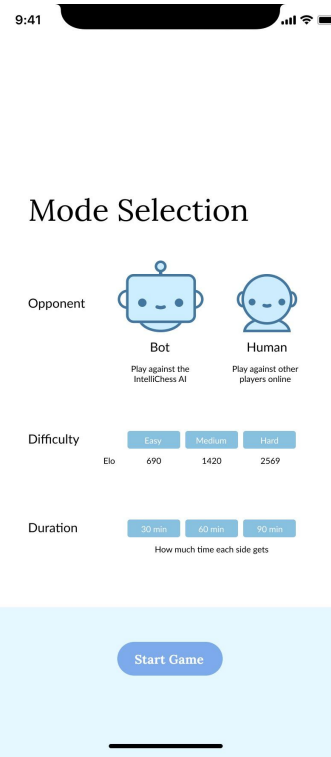 9:41
Mode Selection
Opponent
Bot
Human
Play against the
IntelliChess AI
Play against other
players online
Difficulty
Easy Medium Hard
Elo 690 1420 2569
Duration
30 min 60 min 90 min
How much time each side gets
Start Game